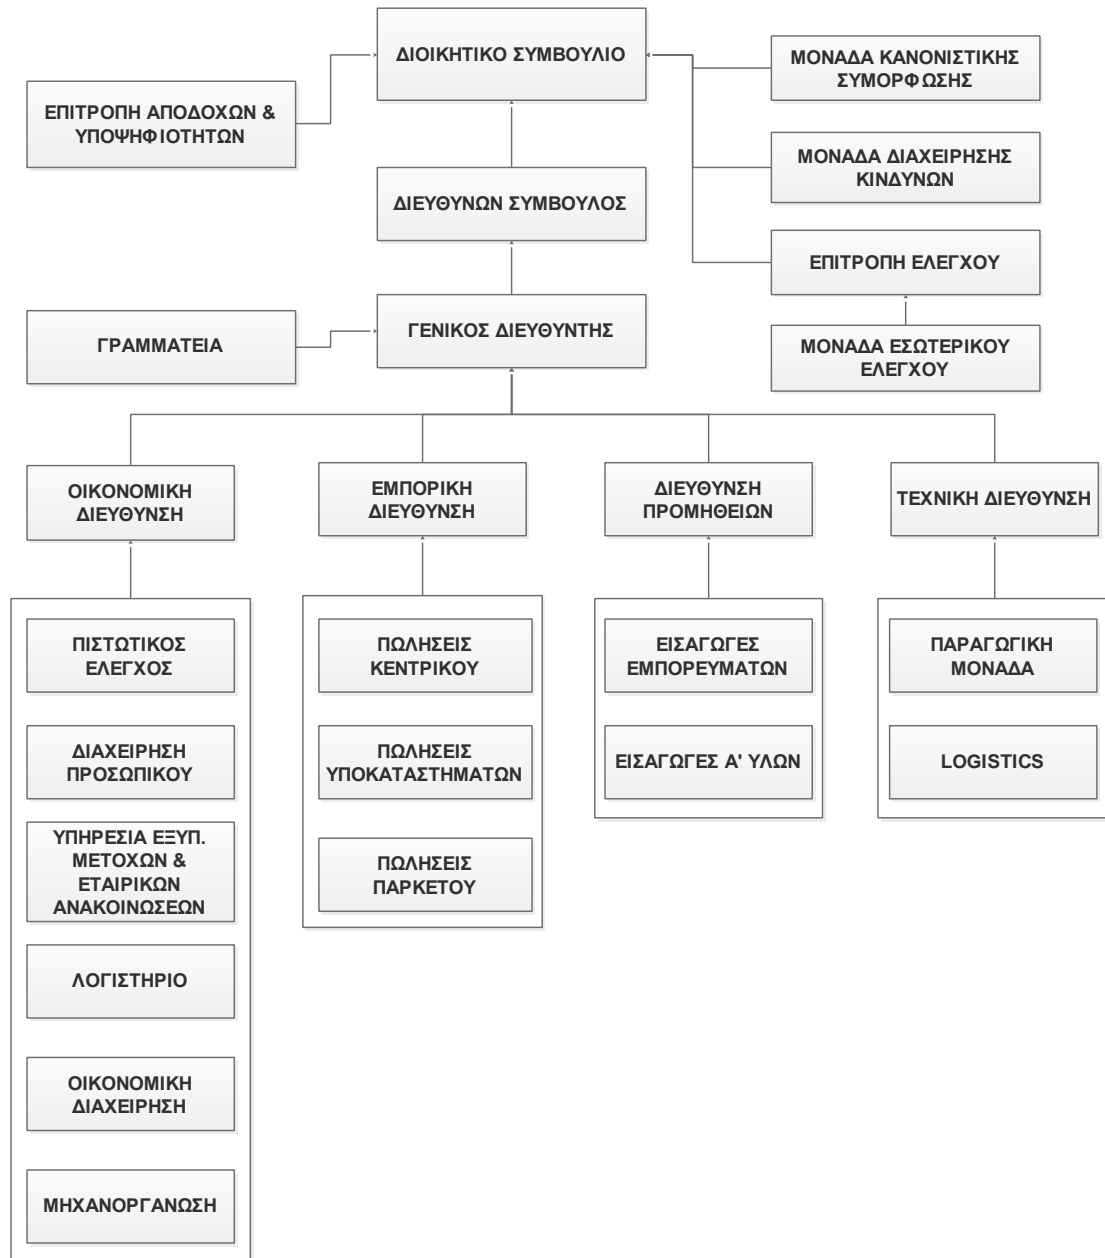 ΔΙΟΙΚΗΤΙΚΟ ΣΥΜΒΟΥΛΙΟ
ΜΟΝΑΔΑ ΚΑΝΟΝΙΣΤΙΚΗΣ
ΣΥΜΟΡΦΩΣΗΣ
ΕΠΙΤΡΟΠΗ ΑΠΟΔΟΧΩΝ &
ΥΠΟΨΗΦΙΟΤΗΤΩΝ
ΜΟΝΑΔΑ ΔΙΑΧΕΙΡΗΣΗΣ
ΚΙΝΔΥΝΩΝ
ΔΙΕΥΘΥΝΩΝ ΣΥΜΒΟΥΛΟΣ
ΕΠΙΤΡΟΠΗ ΕΛΕΓΧΟΥ
ΓΕΝΙΚΟΣ ΔΙΕΥΘΥΝΤΗΣ
ΓΡΑΜΜΑΤΕΙΑ
ΜΟΝΑΔΑ ΕΣΩΤΕΡΙΚΟΥ
ΕΛΕΓΧΟΥ
ΟΙΚΟΝΟΜΙΚΗ
ΔΙΕΥΘΥΝΣΗ
ΕΜΠΟΡΙΚΗ
ΔΙΕΥΘΥΝΣΗ
ΔΙΕΥΘΥΝΣΗ
ΠΡΟΜΗΘΕΙΩΝ
ΤΕΧΝΙΚΗ ΔΙΕΥΘΥΝΣΗ
ΠΙΣΤΩΤΙΚΟΣ
ΕΛΕΓΧΟΣ
ΔΙΑΧΕΙΡΗΣΗ
ΠΡΟΣΩΠΙΚΟΥ
ΥΠΗΡΕΣΙΑ ΕΞΥΠ.
ΜΕΤΟΧΩΝ &
ΕΤΑΙΡΙΚΩΝ
ΑΝΑΚΟΙΝΩΣΕΩΝ
ΛΟΓΙΣΤΗΡΙΟ
ΟΙΚΟΝΟΜΙΚΗ
ΔΙΑΧΕΙΡΗΣΗ
ΜΗΧΑΝΟΡΓΑΝΩΣΗ
ΠΩΛΗΣΕΙΣ
ΚΕΝΤΡΙΚΟΥ
ΠΩΛΗΣΕΙΣ
ΥΠΟΚΑΤΑΣΤΗΜΑΤΩΝ
ΠΩΛΗΣΕΙΣ
ΠΑΡΚΕΤΟΥ
ΕΙΣΑΓΩΓΕΣ
ΕΜΠΟΡΕΥΜΑΤΩΝ
ΕΙΣΑΓΩΓΕΣ Α' ΥΛΩΝ
ΠΑΡΑΓΩΓΙΚΗ
ΜΟΝΑΔΑ
LOGISTICS